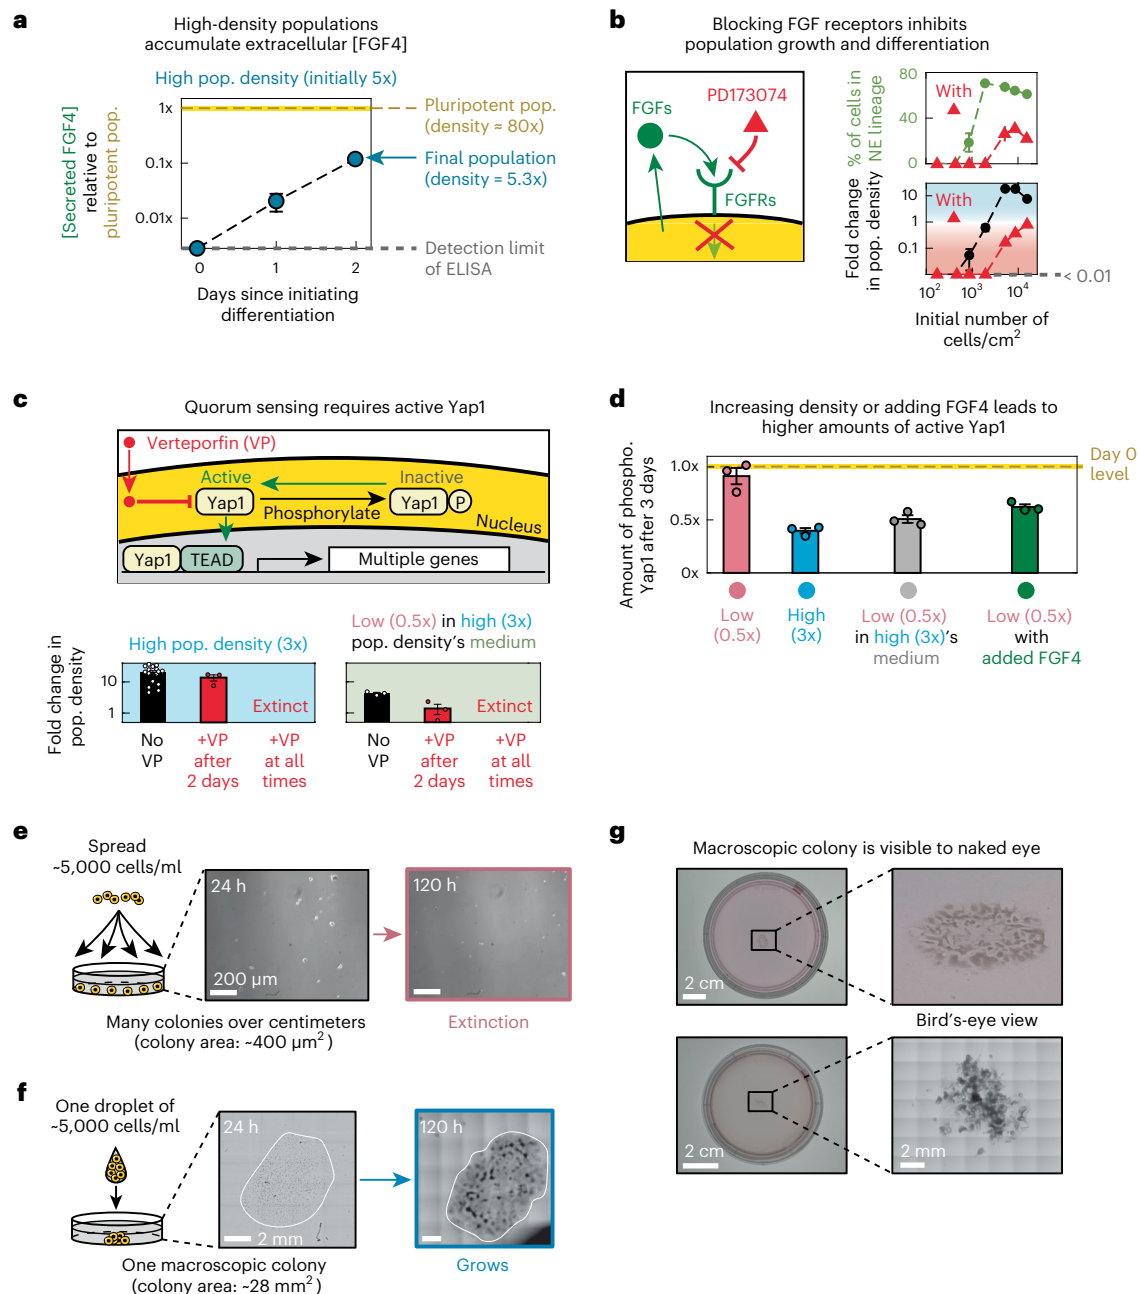 a
High-density populations
accumulate extracellular [FGF4]
High pop. density (initially 5x)
[Secreted FGF4]
relative to
pluripotent pop.
1x
0.1x
0.01x
Pluripotent pop.
(density ≈ 80x)
Final population
(density = 5.3x)
Detection limit
of ELISA
0
1
2
Days since initiating
differentiation
b
Blocking FGF receptors inhibits
population growth and differentiation
FGFs
PD173074
FGFRs
% of cells in
NE lineage
80
40
0
With
Fold change
in pop. density
10
1
0.1
With
< 0.01
10²
10³
10⁴
Initial number of
cells/cm²
c
Quorum sensing requires active Yap1
Verteporfin (VP)
Active
Inactive
Yap1
Yap1
P
Phosphorylate
Nucleus
Yap1
TEAD
Multiple genes
High pop. density (3x)
Low (0.5x) in high (3x)
pop. density's medium
Fold change in
pop. density
10
1
Extinct
Extinct
No
VP
+VP
after
2 days
+VP
at all
times
No
VP
+VP
after
2 days
+VP
at all
times
d
Increasing density or adding FGF4 leads to
higher amounts of active Yap1
Amount of phospho.
Yap1 after 3 days
1.0x
0.5x
0x
Day 0
level
Low
(0.5x)
High
(3x)
Low (0.5x)
in high (3x)'s
medium
Low (0.5x)
with
added FGF4
e
Spread
~5,000 cells/ml
24 h
200 µm
120 h
Many colonies over centimeters
(colony area: ~400 µm²)
Extinction
f
One droplet of
~5,000 cells/ml
24 h
2 mm
120 h
One macroscopic colony
(colony area: ~28 mm²)
Grows
g
Macroscopic colony is visible to naked eye
2 cm
Bird's-eye view
2 cm
2 mm